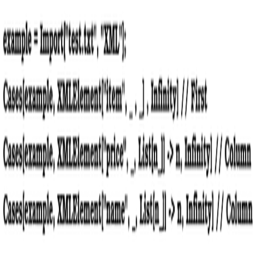 example = Import["test.txt", "XML"];
Cases[example, XMLElement["item", _, _] , Infinity] // First
Cases[example, XMLElement["price", _, List[n_]] -> n, Infinity] // Column
Cases[example, XMLElement["name", _, List[n_]] -> n, Infinity] // Column